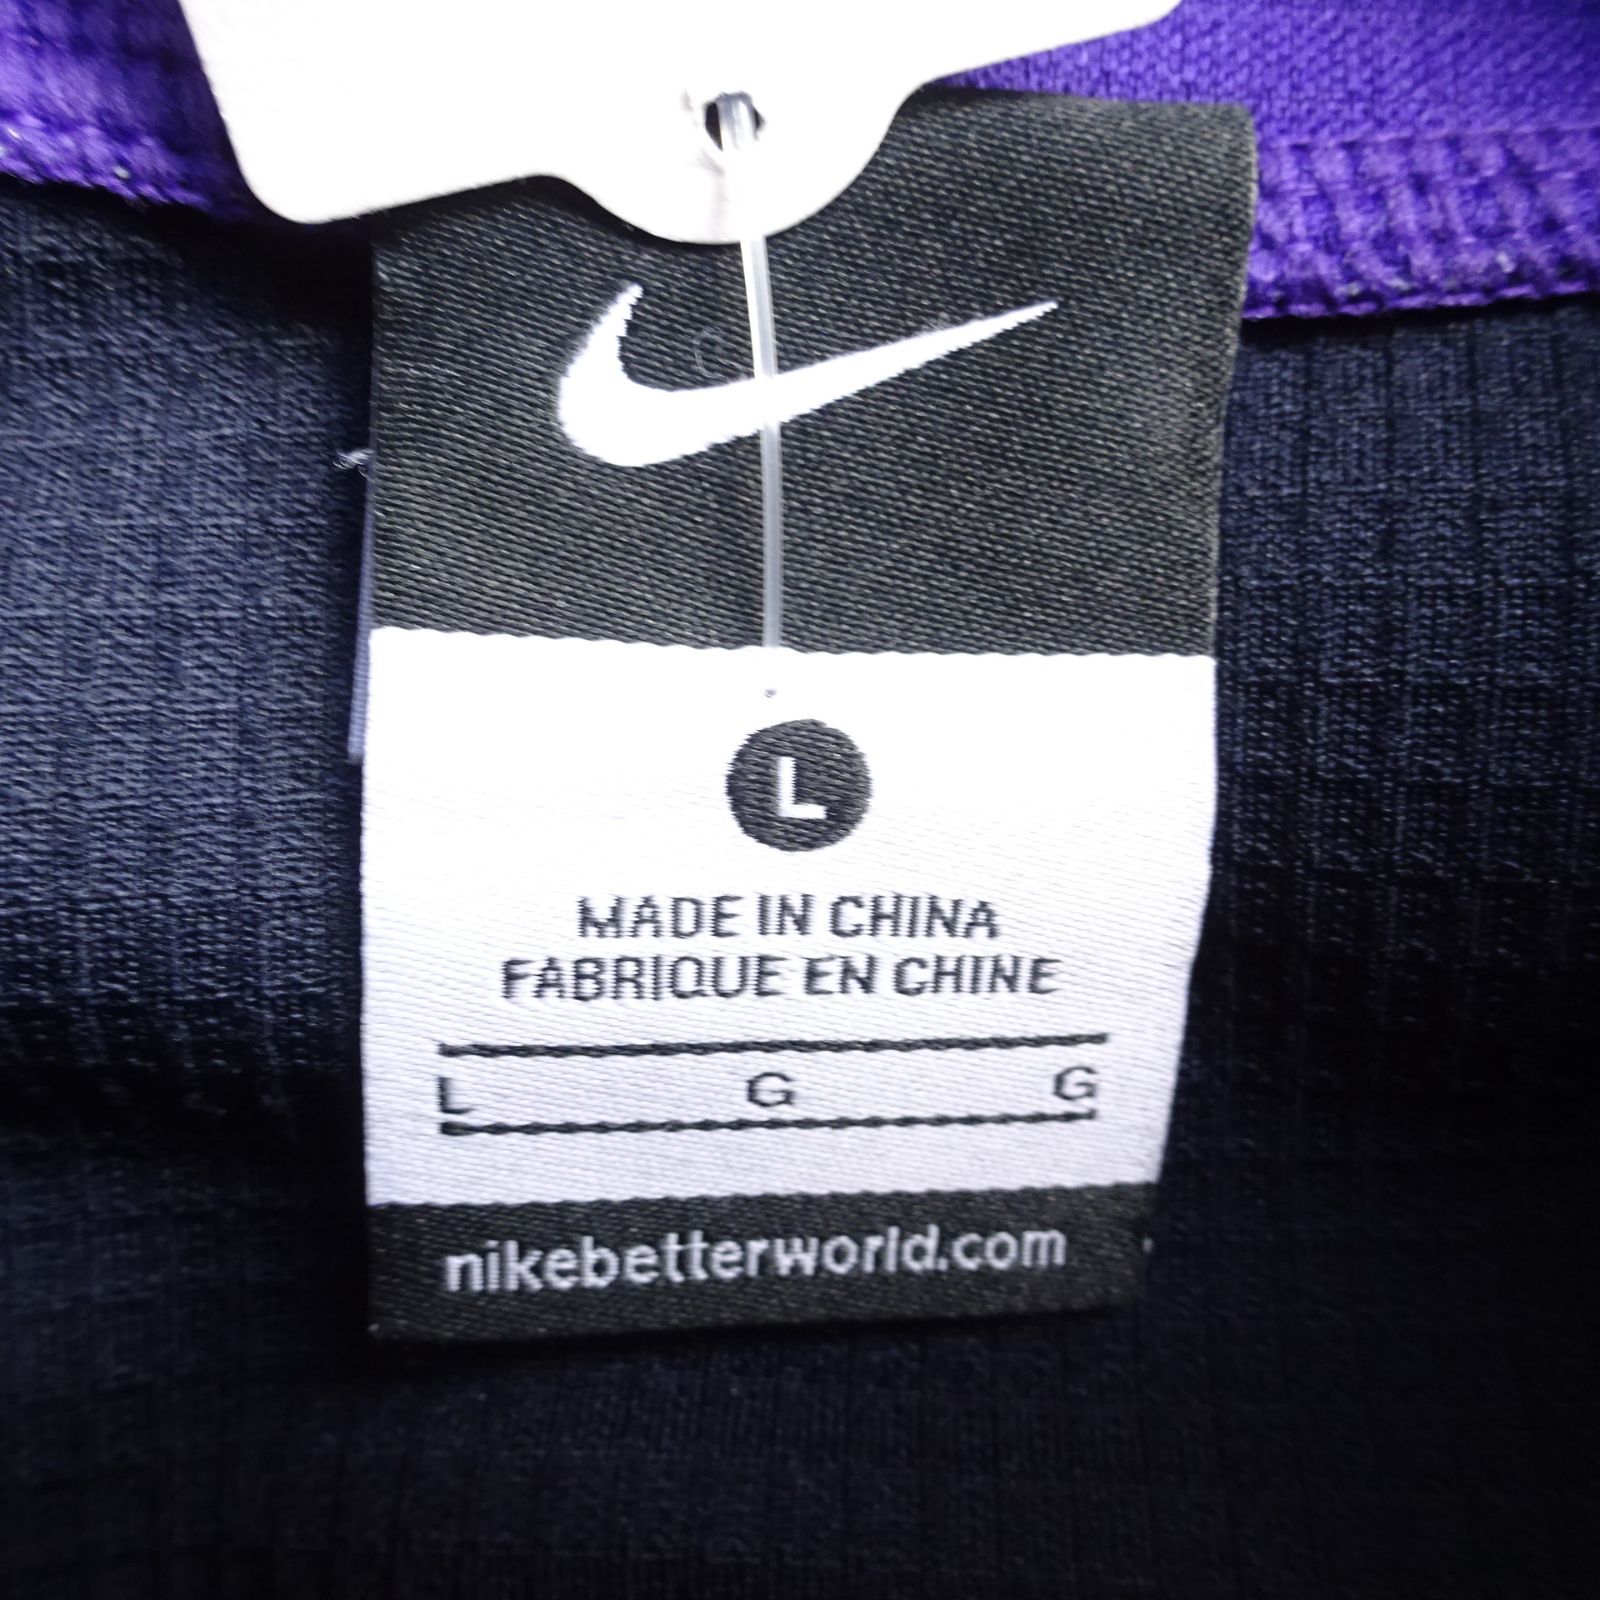 L
MADE IN CHINA
FABRIQUE EN CHINE
L G G
nikebetterworld.com